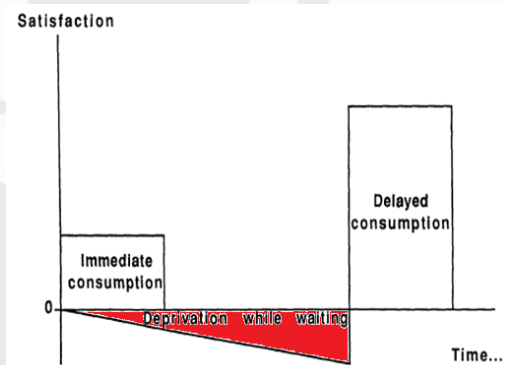 Satisfaction
Delayed
consumption
Immediate
consumption
0
Deprivation while waiting
Time...